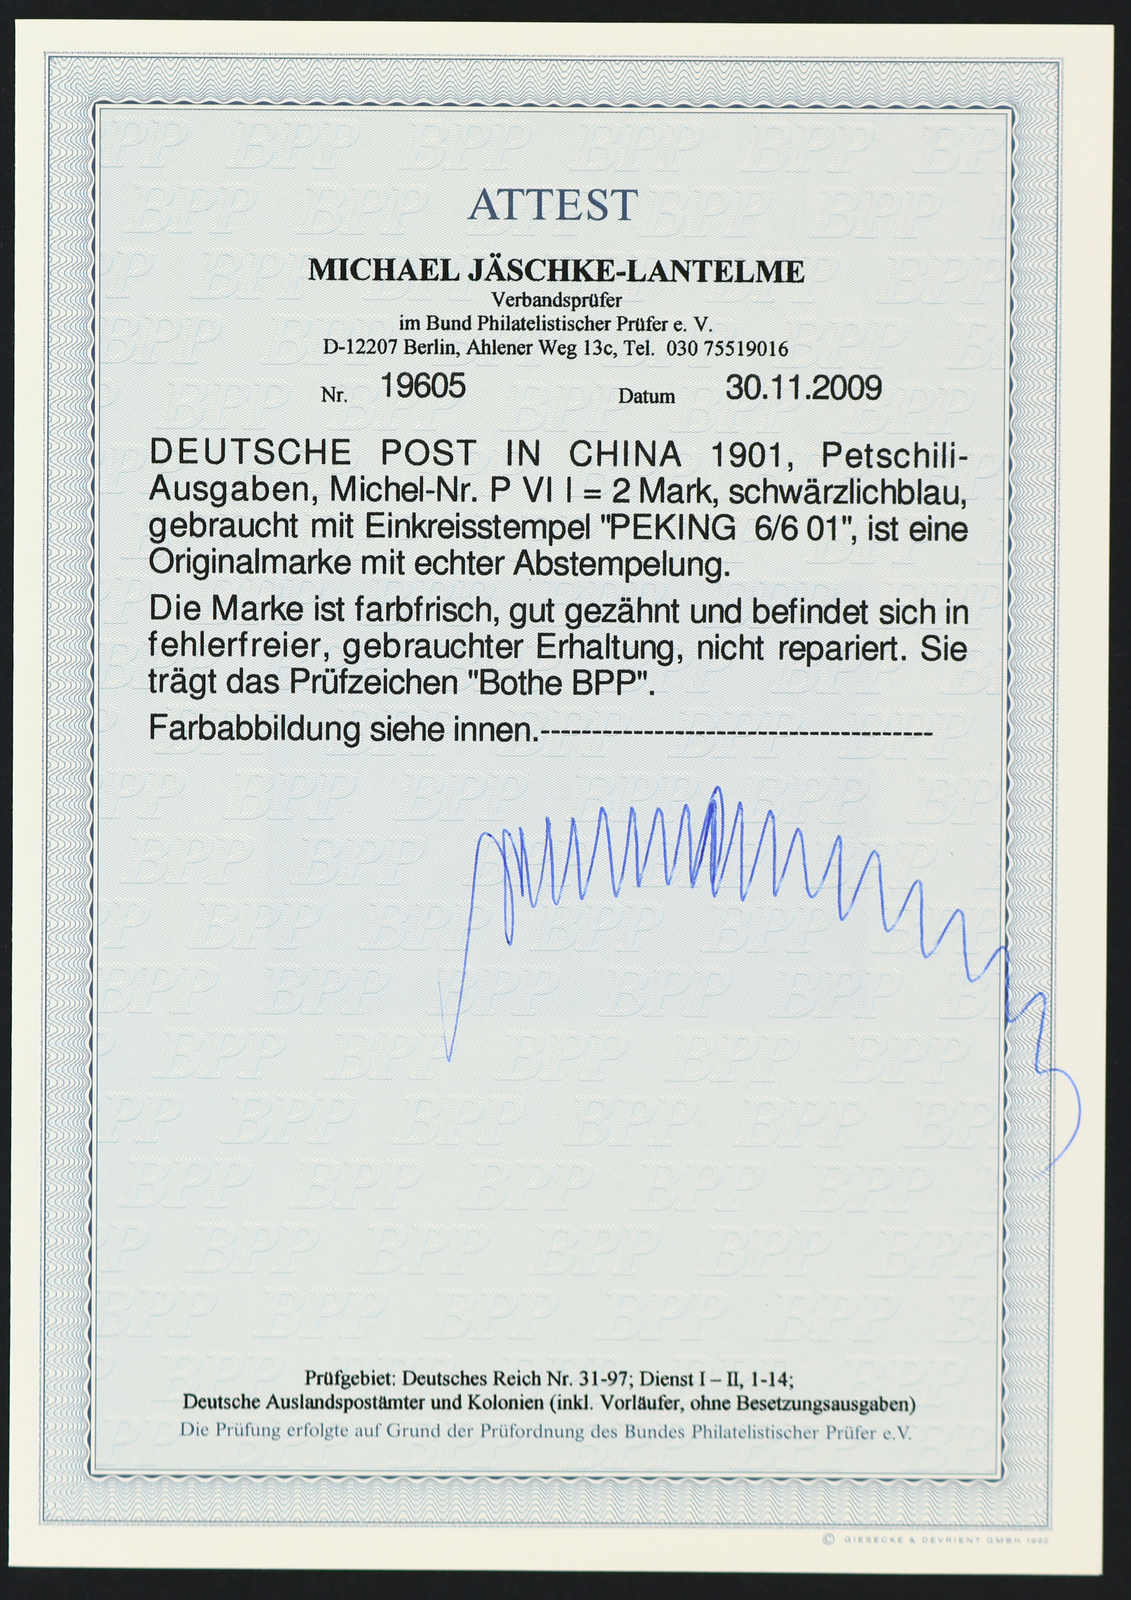 ATTEST
MICHAEL JÄSCHKE-LANTELME
Verbandsprüfer
im Bund Philatelistischer Prüfer e. V.
D-12207 Berlin, Ahlener Weg 13c, Tel. 030 75519016
Nr. 19605 Datum 30.11.2009
DEUTSCHE POST IN CHINA 1901, Petschili-
Ausgaben, Michel-Nr. P VI I = 2 Mark, schwärzlichblau,
gebraucht mit Einkreisstempel "PEKING 6/6 01", ist eine
Originalmarke mit echter Abstempelung.
Die Marke ist farbfrisch, gut gezähnt und befindet sich in
fehlerfreier, gebrauchter Erhaltung, nicht repariert. Sie
trägt das Prüfzeichen "Bothe BPP".
Farbabbildung siehe innen.--------------------------------------
Prüfgebiet: Deutsches Reich Nr. 31-97; Dienst I – II, 1-14;
Deutsche Auslandspostämter und Kolonien (inkl. Vorläufer, ohne Besetzungsausgaben)
Die Prüfung erfolgte auf Grund der Prüfordnung des Bundes Philatelistischer Prüfer e.V.
© GIESECKE & DEVRIENT GMBH 1992